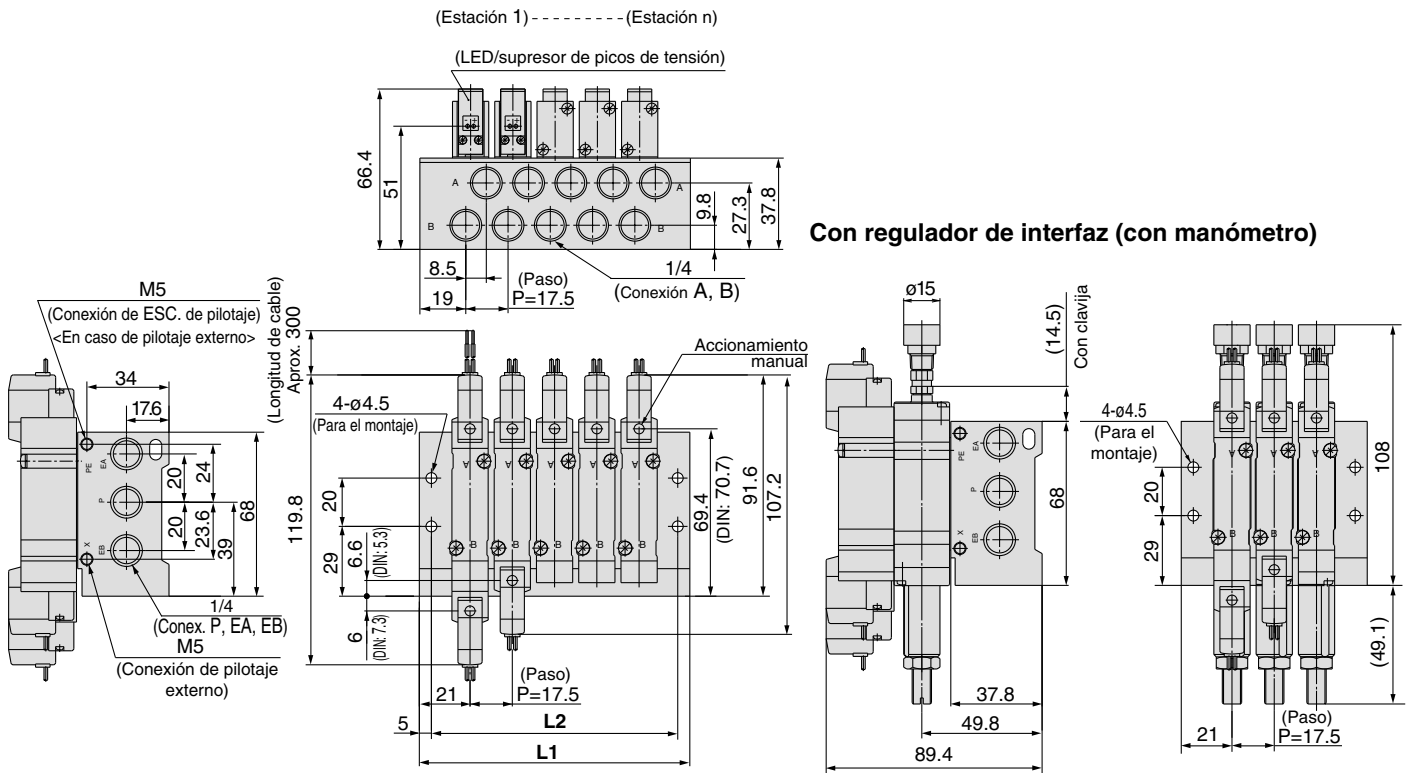 (Estación 1) - - - - - - - - - (Estación n)
(LED/supresor de picos de tensión)
66.4
51
A
A
B
B
9.8
27.3
37.8
8.5
19
(Paso)
P=17.5
1/4
(Conexión A, B)
Con regulador de interfaz (con manómetro)
M5
(Conexión de ESC. de pilotaje)
<En caso de pilotaje externo>
34
17.6
PE
EA
P
X
EB
20
24
20
23.6
39
68
1/4
(Conex. P, EA, EB)
M5
(Conexión de pilotaje
externo)
(Longitud de cable)
Aprox. 300
4-ø4.5
(Para el montaje)
Accionamiento
manual
119.8
20
29
6.6
(DIN: 5.3)
6
(DIN: 7.3)
A
A
A
A
A
B
B
B
B
B
69.4
(DIN: 70.7)
91.6
107.2
21
(Paso)
P=17.5
5
L2
L1
ø15
(14.5)
Con clavija
PE
EA
P
X
EB
68
37.8
49.8
89.4
4-ø4.5
(Para el
montaje)
20
29
A
A
A
B
B
B
108
(49.1)
21
(Paso)
P=17.5